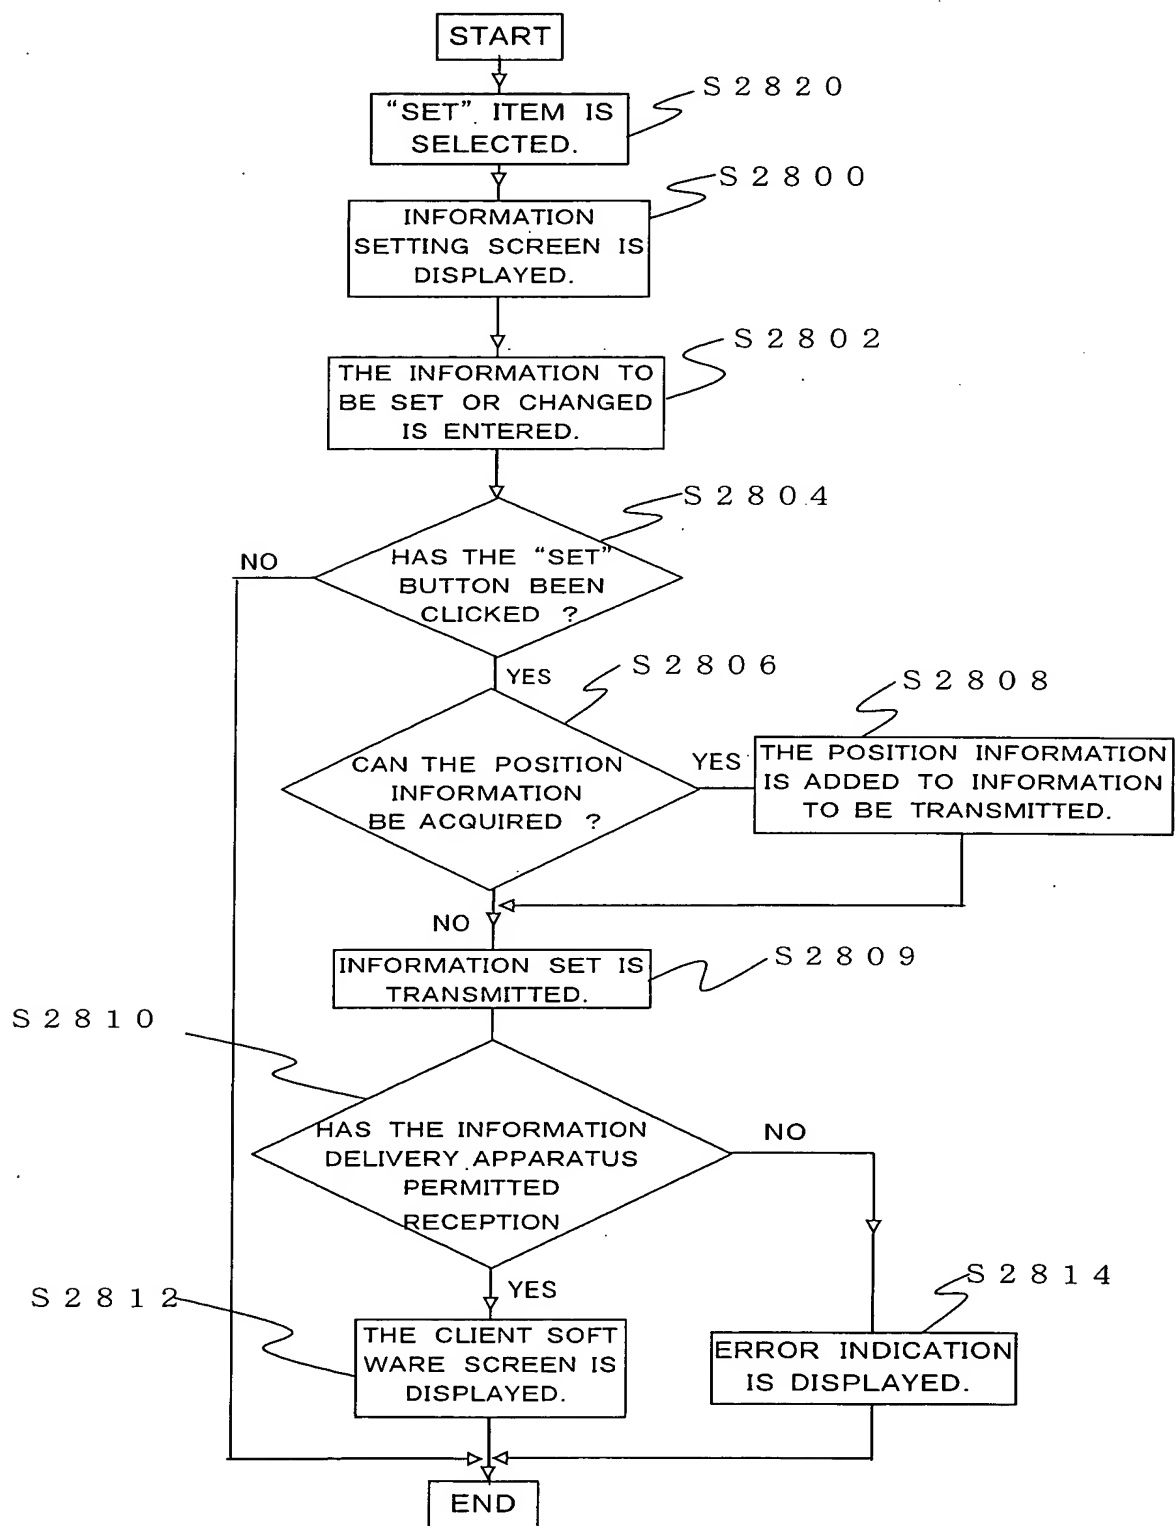 START
S2820
"SET" ITEM IS
SELECTED.
S2800
INFORMATION
SETTING SCREEN IS
DISPLAYED.
S2802
THE INFORMATION TO
BE SET OR CHANGED
IS ENTERED.
S2804
NO
HAS THE "SET"
BUTTON BEEN
CLICKED ?
YES
S2806
S2808
CAN THE POSITION
INFORMATION
BE ACQUIRED ?
YES
THE POSITION INFORMATION
IS ADDED TO INFORMATION
TO BE TRANSMITTED.
NO
INFORMATION SET IS
TRANSMITTED.
S2809
S2810
HAS THE INFORMATION
DELIVERY APPARATUS
PERMITTED
RECEPTION
NO
YES
S2812
THE CLIENT SOFT
WARE SCREEN IS
DISPLAYED.
S2814
ERROR INDICATION
IS DISPLAYED.
END